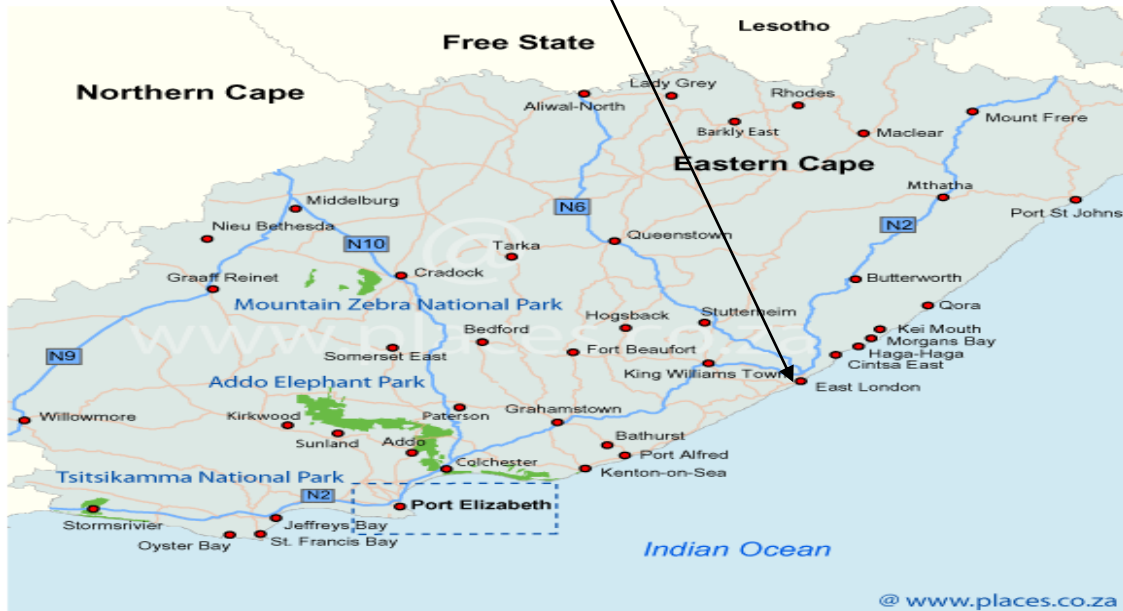 Lesotho
Free State
Northern Cape
Lady Grey
Rhodes
Aliwal-North
Mount Frere
Barkly East
Maclear
Eastern Cape
Mthatha
Middelburg
N6
Port St Johns
Nieu Bethesda
N10
Queenstown
N2
@
Tarka
Graaff Reinet
Cradock
Butterworth
Mountain Zebra National Park
Qora
Hogsback
Stutterheim
www.places.co.za
Bedford
Kei Mouth
Morgans Bay
N9
Somerset East
Fort Beaufort
Haga-Haga
King Williams Town
Cintsa East
Addo Elephant Park
East London
Willowmore
Kirkwood
Paterson
Grahamstown
Sunland
Addo
Bathurst
Port Alfred
Tsitsikamma National Park
Colchester
Kenton-on-Sea
N2
Port Elizabeth
Stormsrivier
Jeffreys Bay
Oyster Bay
St. Francis Bay
Indian Ocean
@ www.places.co.za